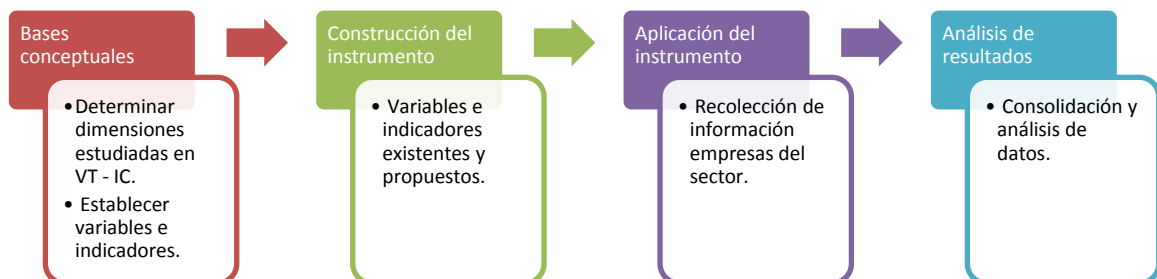 Bases
conceptuales
•Determinar
dimensiones
estudiadas en
VT - IC.
• Establecer
variables e
indicadores.
Construcción del
instrumento
• Variables e
indicadores
existentes y
propuestos.
Aplicación del
instrumento
• Recolección de
información
empresas del
sector.
Análisis de
resultados
• Consolidación y
análisis de
datos.